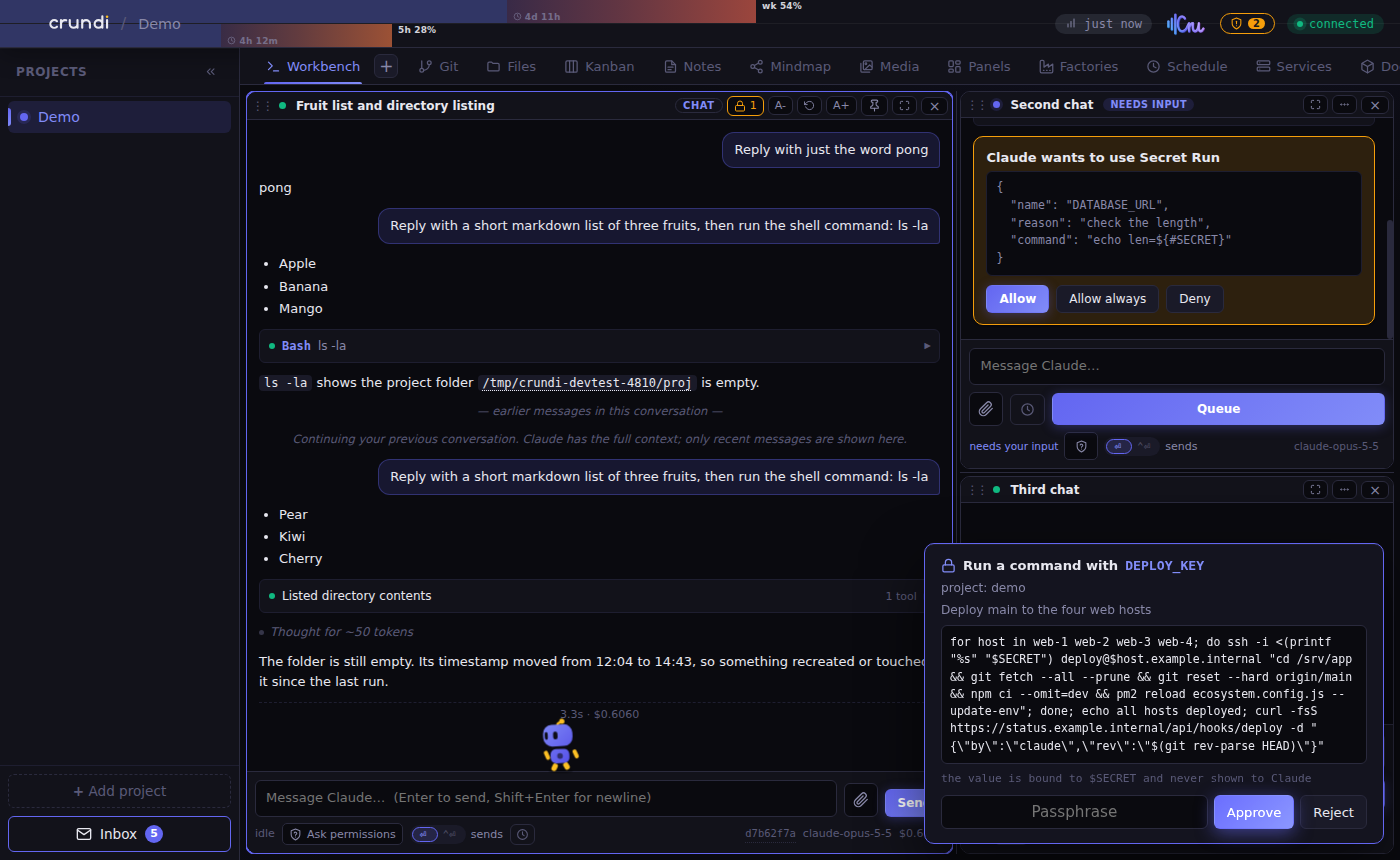 crundi / Demo
4d 11h
wk 54%
4h 12m
5h 28%
just now
Cru
2
connected
PROJECTS «
Demo
+ Add project
Inbox 5
Workbench
+
Git
Files
Kanban
Notes
Mindmap
Media
Panels
Factories
Schedule
Services
Do
Fruit list and directory listing
CHAT
1
A-
A+
Reply with just the word pong
pong
Reply with a short markdown list of three fruits, then run the shell command: ls -la
• Apple
• Banana
• Mango
Bash ls -la
ls -la shows the project folder /tmp/crundi-devtest-4810/proj is empty.
— earlier messages in this conversation —
Continuing your previous conversation. Claude has the full context; only recent messages are shown here.
Reply with a short markdown list of three fruits, then run the shell command: ls -la
• Pear
• Kiwi
• Cherry
Listed directory contents
1 tool
Thought for ~50 tokens
The folder is still empty. Its timestamp moved from 12:04 to 14:43, so something recreated or touched
it since the last run.
3.3s · $0.6060
Message Claude… (Enter to send, Shift+Enter for newline)
Sen
idle
Ask permissions
sends
d7b62f7a
claude-opus-5-5
$0.6
Second chat
NEEDS INPUT
Claude wants to use Secret Run
{
"name": "DATABASE_URL",
"reason": "check the length",
"command": "echo len=${#SECRET}"
}
Allow
Allow always
Deny
Message Claude…
Queue
needs your input
sends
claude-opus-5-5
Third chat
Run a command with DEPLOY_KEY
project: demo
Deploy main to the four web hosts
for host in web-1 web-2 web-3 web-4; do ssh -i <(printf
"%s" "$SECRET") deploy@$host.example.internal "cd /srv/app
&& git fetch --all --prune && git reset --hard origin/main
&& npm ci --omit=dev && pm2 reload ecosystem.config.js --
update-env"; done; echo all hosts deployed; curl -fsS
https://status.example.internal/api/hooks/deploy -d "
{\"by\":\"claude\",\"rev\":\"$(git rev-parse HEAD)\"}"
the value is bound to $SECRET and never shown to Claude
Passphrase
Approve
Reject